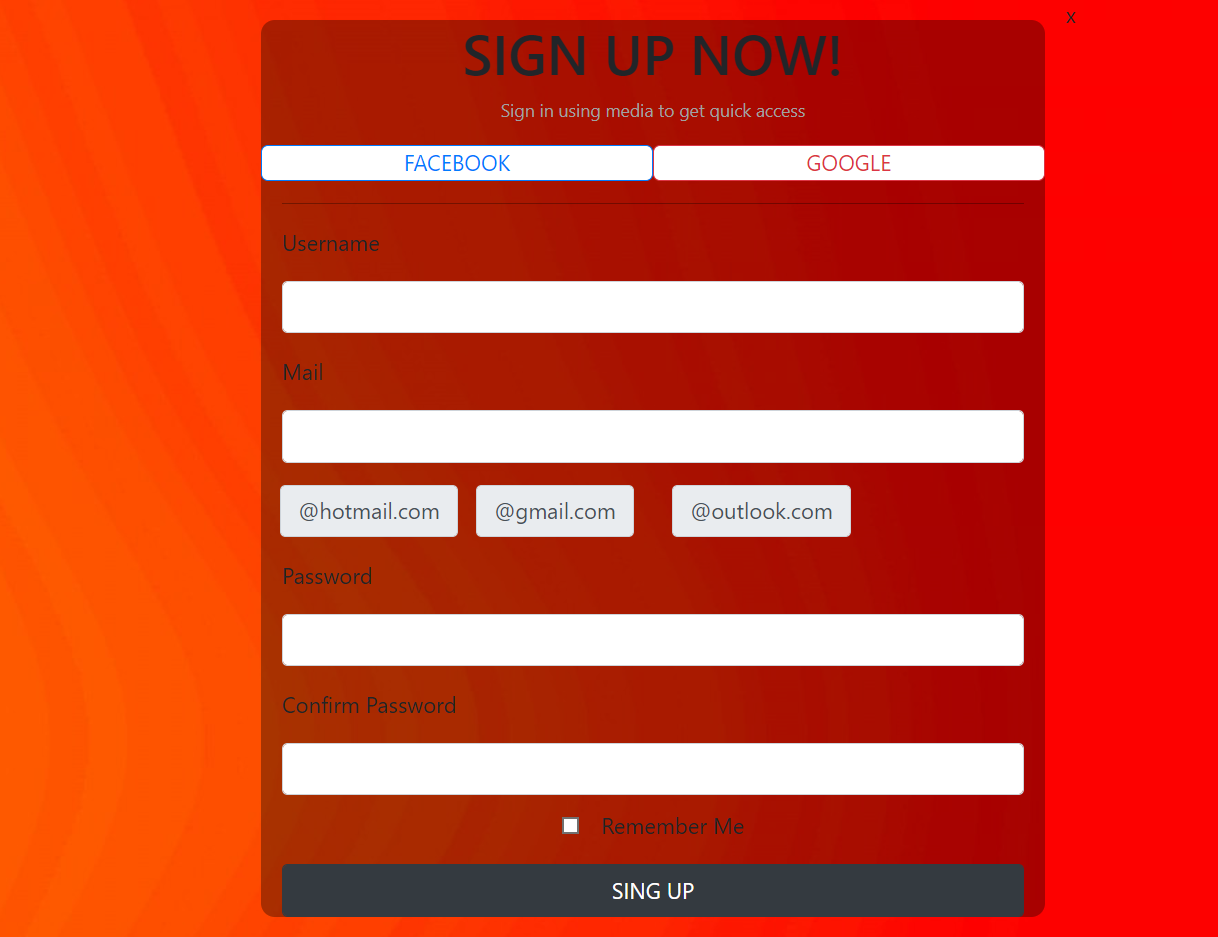 x
SIGN UP NOW!
Sign in using media to get quick access
FACEBOOK GOOGLE
Username
Mail
@hotmail.com @gmail.com @outlook.com
Password
Confirm Password
Remember Me
SING UP